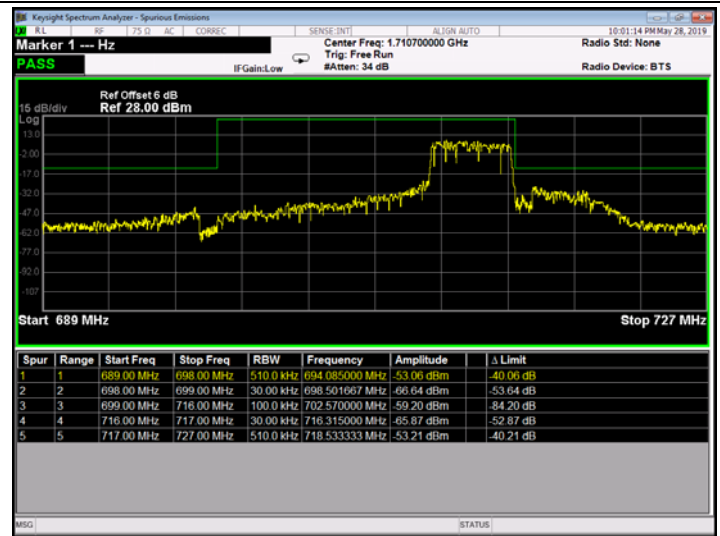 Keysight Spectrum Analyzer - Spurious Emissions
RL RF 75 Ω AC CORREC SENSE:INT ALIGN AUTO 10:01:14 PM May 28, 2019
Marker 1 --- Hz Center Freq: 1.710700000 GHz Radio Std: None
Trig: Free Run
PASS IFGain:Low #Atten: 34 dB Radio Device: BTS
Ref Offset 6 dB
15 dB/div Ref 28.00 dBm
Log
13.0
-2.00
-17.0
-32.0
-47.0
-62.0
-77.0
-92.0
-107
Start 689 MHz Stop 727 MHz
Spur Range Start Freq Stop Freq RBW Frequency Amplitude Δ Limit
1 1 689.00 MHz 698.00 MHz 510.0 kHz 694.085000 MHz -53.06 dBm -40.06 dB
2 2 698.00 MHz 699.00 MHz 30.00 kHz 698.501667 MHz -66.64 dBm -53.64 dB
3 3 699.00 MHz 716.00 MHz 100.0 kHz 702.570000 MHz -59.20 dBm -84.20 dB
4 4 716.00 MHz 717.00 MHz 30.00 kHz 716.315000 MHz -65.87 dBm -52.87 dB
5 5 717.00 MHz 727.00 MHz 510.0 kHz 718.533333 MHz -53.21 dBm -40.21 dB
MSG STATUS